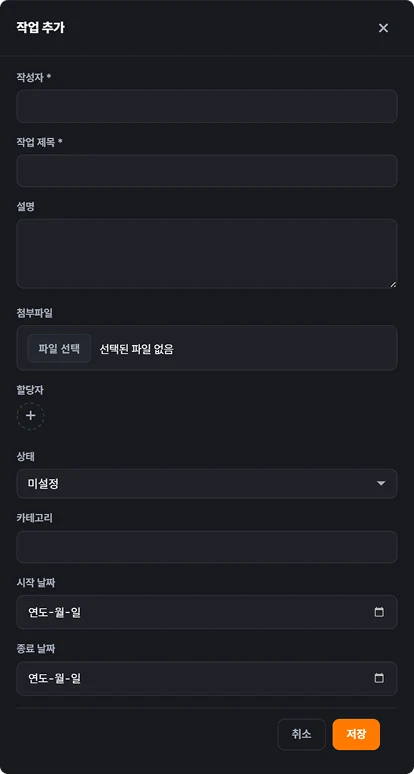 작업 추가
작성자 *
작업 제목 *
설명
첨부파일
파일 선택 선택된 파일 없음
할당자
+
상태
미설정
카테고리
시작 날짜
연도-월-일
종료 날짜
연도-월-일
취소 저장